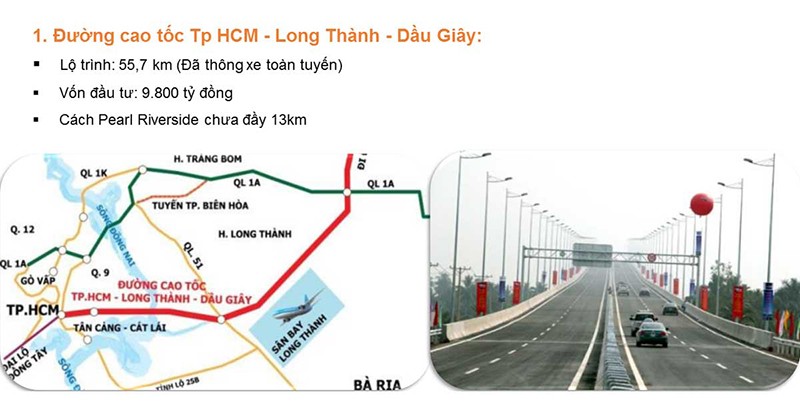 1. Đường cao tốc Tp HCM - Long Thành - Dầu Giây:
Lộ trình: 55,7 km (Đã thông xe toàn tuyến)
Vốn đầu tư: 9.800 tỷ đồng
Cách Pearl Riverside chưa đầy 13km
H. TRẢNG BOM
QL 1K
QL 1A
QL 1A
TUYẾN TP. BIÊN HÒA
Q. 12
SÔNG ĐỒNG NAI
H. LONG THÀNH
QL. 51
QL 1A
GÒ VẤP
Q. 9
ĐƯỜNG CAO TỐC
TP.HCM - LONG THÀNH - DẦU GIÂY
TP.HCM
TÂN CẢNG - CÁT LÁI
SÂN BAY
LONG THÀNH
ĐẠI LỘ
ĐÔNG TÂY
TỈNH LỘ 25B
BÀ RỊA